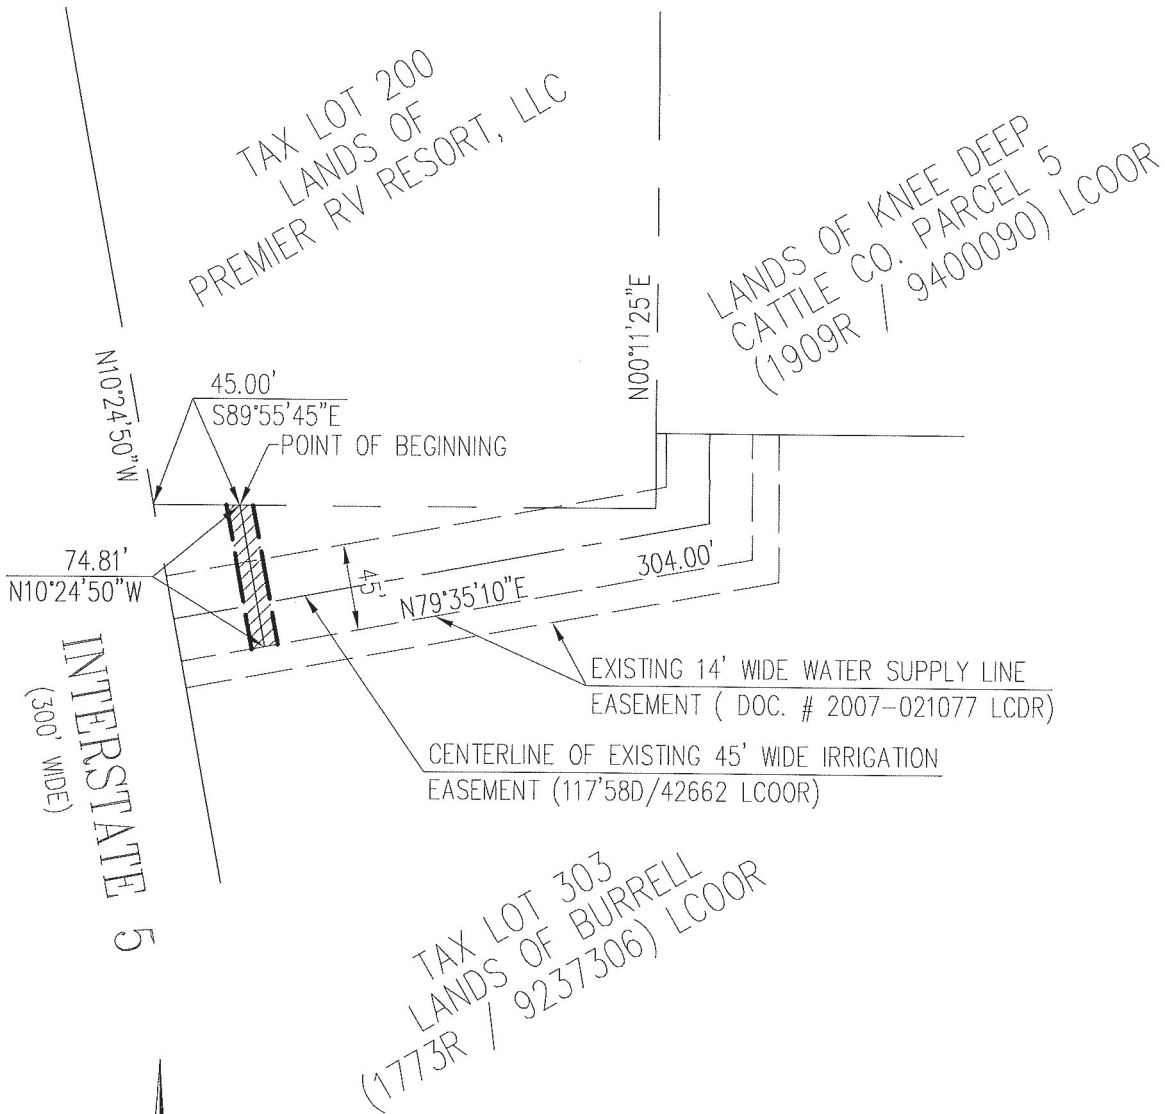 TAX LOT 200
LANDS OF
PREMIER RV RESORT, LLC
LANDS OF KNEE DEEP
CATTLE CO. PARCEL 5
(1909R / 9400090) LCOOR
N00°11'25"E
N10°24'50"W
45.00'
S89°55'45"E
POINT OF BEGINNING
74.81'
N10°24'50"W
45'
N79°35'10"E
304.00'
EXISTING 14' WIDE WATER SUPPLY LINE
EASEMENT ( DOC. # 2007-021077 LCDR)
CENTERLINE OF EXISTING 45' WIDE IRRIGATION
EASEMENT (117'58D/42662 LCOOR)
INTERSTATE 5
(300' WIDE)
TAX LOT 303
LANDS OF BURRELL
(1773R / 9237306) LCOOR